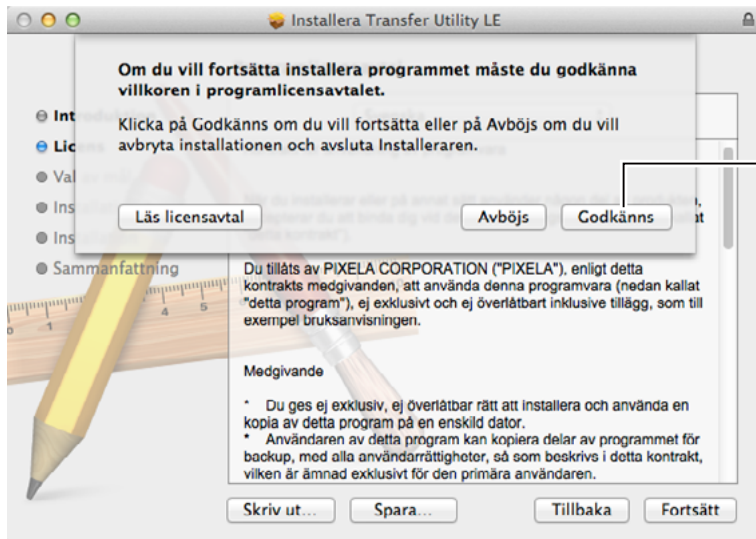 Installera Transfer Utility LE
Om du vill fortsätta installera programmet måste du godkänna
villkoren i programlicensavtalet.
Klicka på Godkänns om du vill fortsätta eller på Avböjs om du vill
avbryta installationen och avsluta Installeraren.
Läs licensavtal
Avböjs
Godkänns
Int
Lic
Val
Ins
Ins
Sammanfattning
Du tillåts av PIXELA CORPORATION ("PIXELA"), enligt detta
kontrakts medgivanden, att använda denna programvara (nedan kallat
"detta program"), ej exklusivt och ej överlåtbart inklusive tillägg, som till
exempel bruksanvisningen.
Medgivande
* Du ges ej exklusiv, ej överlåtbar rätt att installera och använda en
kopia av detta program på en enskild dator.
* Användaren av detta program kan kopiera delar av programmet för
backup, med alla användarrättigheter, så som beskrivs i detta kontrakt,
vilken är ämnad exklusivt för den primära användaren.
Skriv ut...
Spara...
Tillbaka
Fortsätt